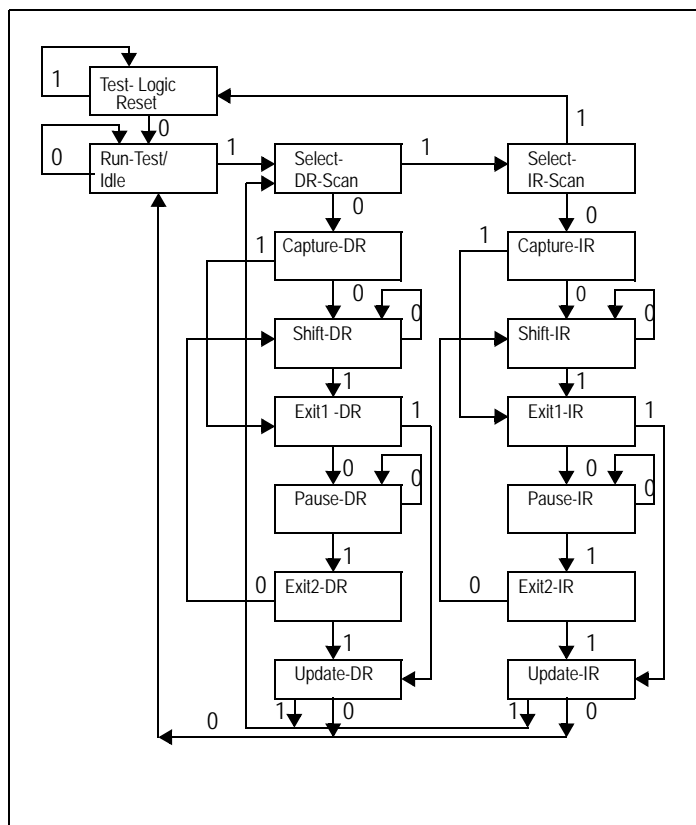 1
Test- Logic
Reset
0
1
0
Run-Test/
Idle
1
Select-
DR-Scan
1
Select-
IR-Scan
0
0
1
Capture-DR
1
Capture-IR
0
0
Shift-DR
0
Shift-IR
0
1
1
Exit1 -DR
1
Exit1-IR
1
0
0
Pause-DR
0
Pause-IR
0
1
1
0
Exit2-DR
0
Exit2-IR
1
1
Update-DR
Update-IR
1
0
1
0
0